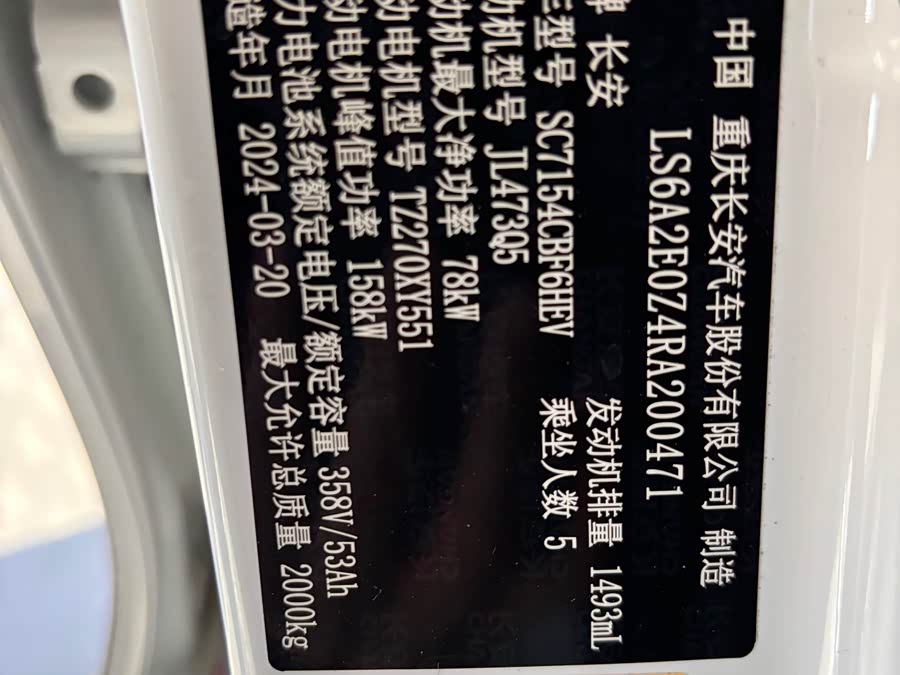 中国 重庆长安汽车股份有限公司 制造
LS6A2E0Z4RA200471
牌 长安 发动机排量 1493mL
型号 SC7154CBF6HEV 乘坐人数 5
动机型号 JL473Q5
动机最大净功率 78kW
动电机型号 TZ270XY551
动电机峰值功率 158kW
力电池系统额定电压/额定容量 358V/53Ah
造年月 2024-03-20 最大允许总质量 2000kg